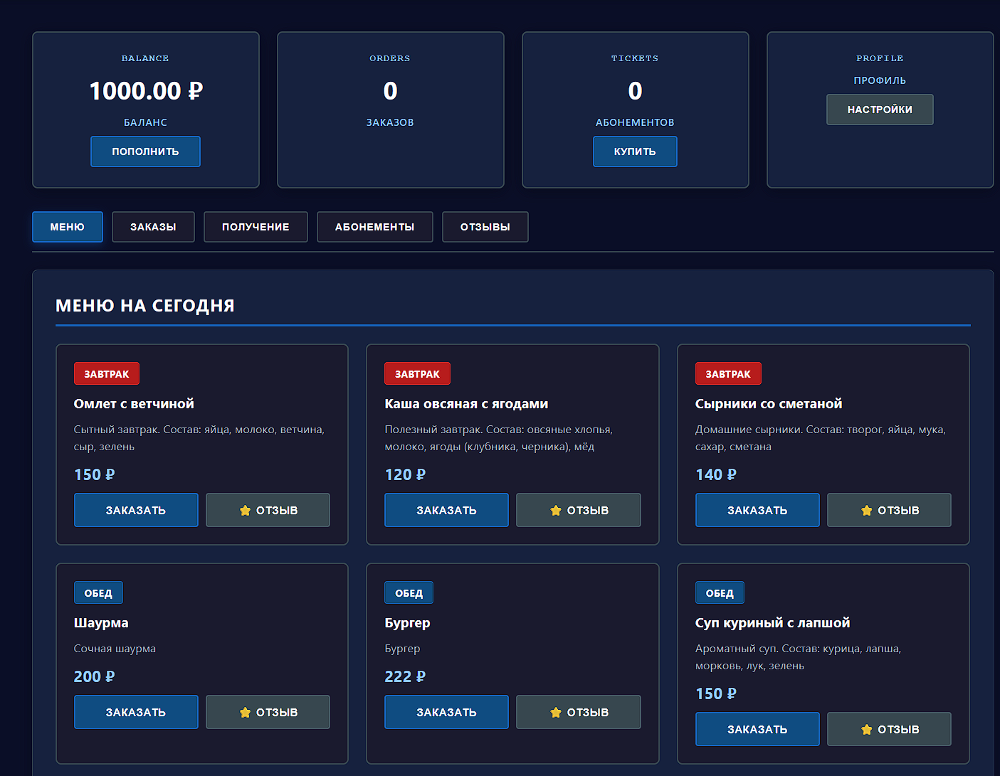 BALANCE
1000.00 ₽
БАЛАНС
ПОПОЛНИТЬ
ORDERS
0
ЗАКАЗОВ
TICKETS
0
АБОНЕМЕНТОВ
КУПИТЬ
PROFILE
ПРОФИЛЬ
НАСТРОЙКИ
МЕНЮ
ЗАКАЗЫ
ПОЛУЧЕНИЕ
АБОНЕМЕНТЫ
ОТЗЫВЫ
МЕНЮ НА СЕГОДНЯ
ЗАВТРАК
Омлет с ветчиной
Сытный завтрак. Состав: яйца, молоко, ветчина,
сыр, зелень
150 ₽
ЗАКАЗАТЬ
⭐ ОТЗЫВ
ЗАВТРАК
Каша овсяная с ягодами
Полезный завтрак. Состав: овсяные хлопья,
молоко, ягоды (клубника, черника), мёд
120 ₽
ЗАКАЗАТЬ
⭐ ОТЗЫВ
ЗАВТРАК
Сырники со сметаной
Домашние сырники. Состав: творог, яйца, мука,
сахар, сметана
140 ₽
ЗАКАЗАТЬ
⭐ ОТЗЫВ
ОБЕД
Шаурма
Сочная шаурма
200 ₽
ЗАКАЗАТЬ
⭐ ОТЗЫВ
ОБЕД
Бургер
Бургер
222 ₽
ЗАКАЗАТЬ
⭐ ОТЗЫВ
ОБЕД
Суп куриный с лапшой
Ароматный суп. Состав: курица, лапша,
морковь, лук, зелень
150 ₽
ЗАКАЗАТЬ
⭐ ОТЗЫВ